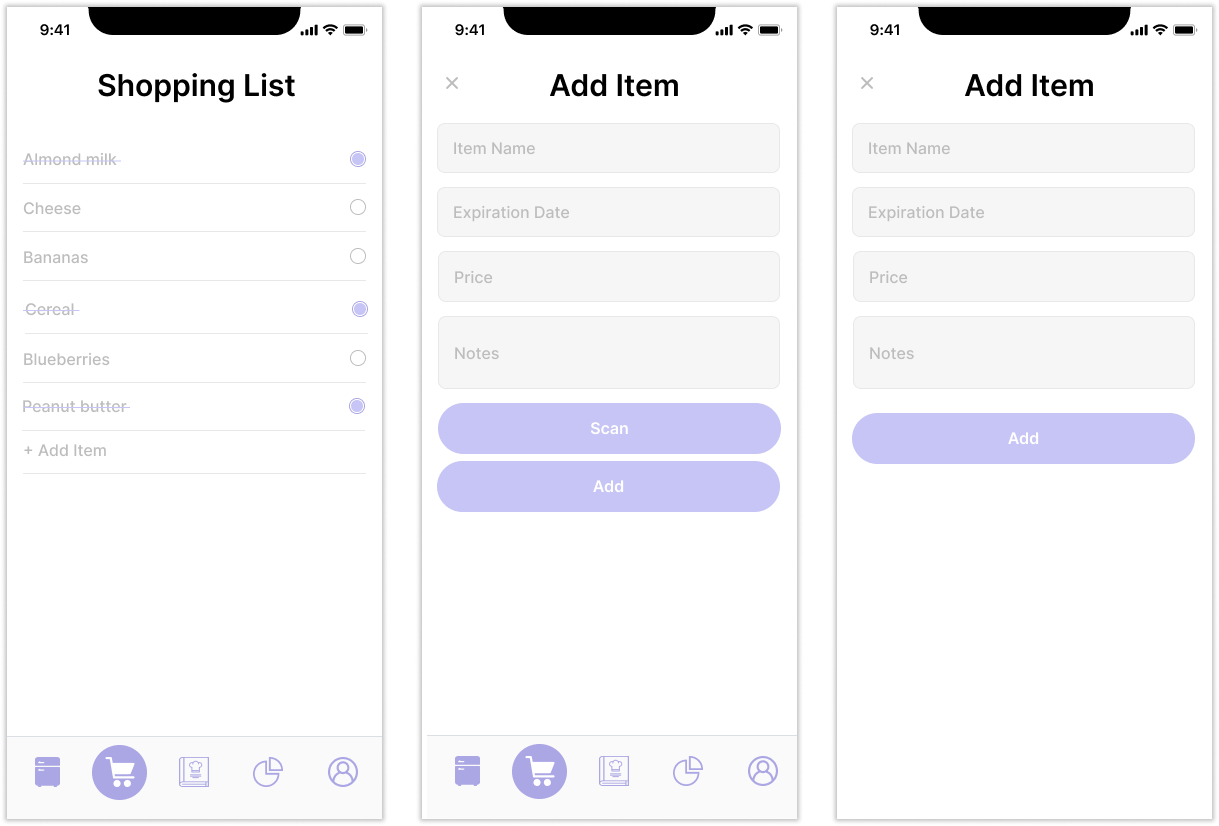 9:41
Shopping List
Almond milk
Cheese
Bananas
Cereal
Blueberries
Peanut butter
+ Add Item
9:41
Add Item
Item Name
Expiration Date
Price
Notes
Scan
Add
9:41
Add Item
Item Name
Expiration Date
Price
Notes
Add